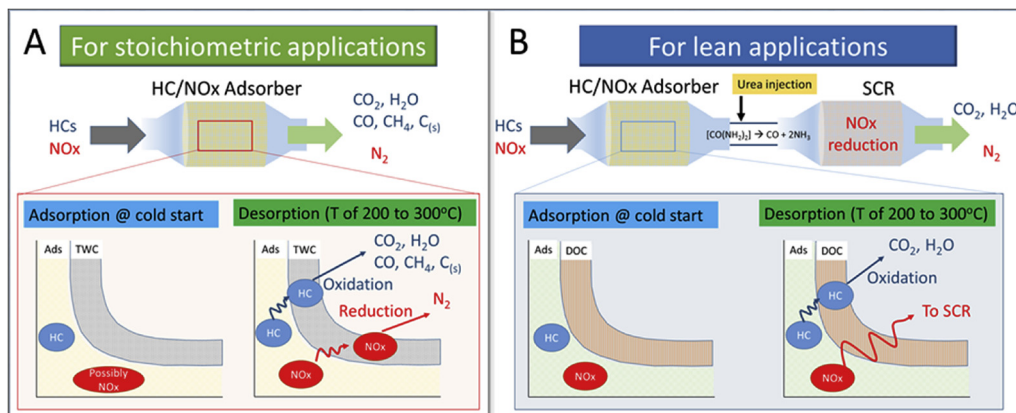 A
For stoichiometric applications
HC/NOx Adsorber
HCs
NOx
CO₂, H₂O
CO, CH₄, C₍ₛ₎
N₂
Adsorption @ cold start
Desorption (T of 200 to 300°C)
Ads TWC
HC
Possibly
NOx
Ads TWC
CO₂, H₂O
CO, CH₄, C₍ₛ₎
HC
Oxidation
HC
Reduction
N₂
NOx
NOx
B
For lean applications
HC/NOx Adsorber
Urea injection
SCR
HCs
NOx
[CO(NH₂)₂] → CO + 2NH₃
NOx
reduction
CO₂, H₂O
N₂
Adsorption @ cold start
Desorption (T of 200 to 300°C)
Ads DOC
HC
NOx
Ads DOC
CO₂, H₂O
HC
Oxidation
HC
To SCR
NOx